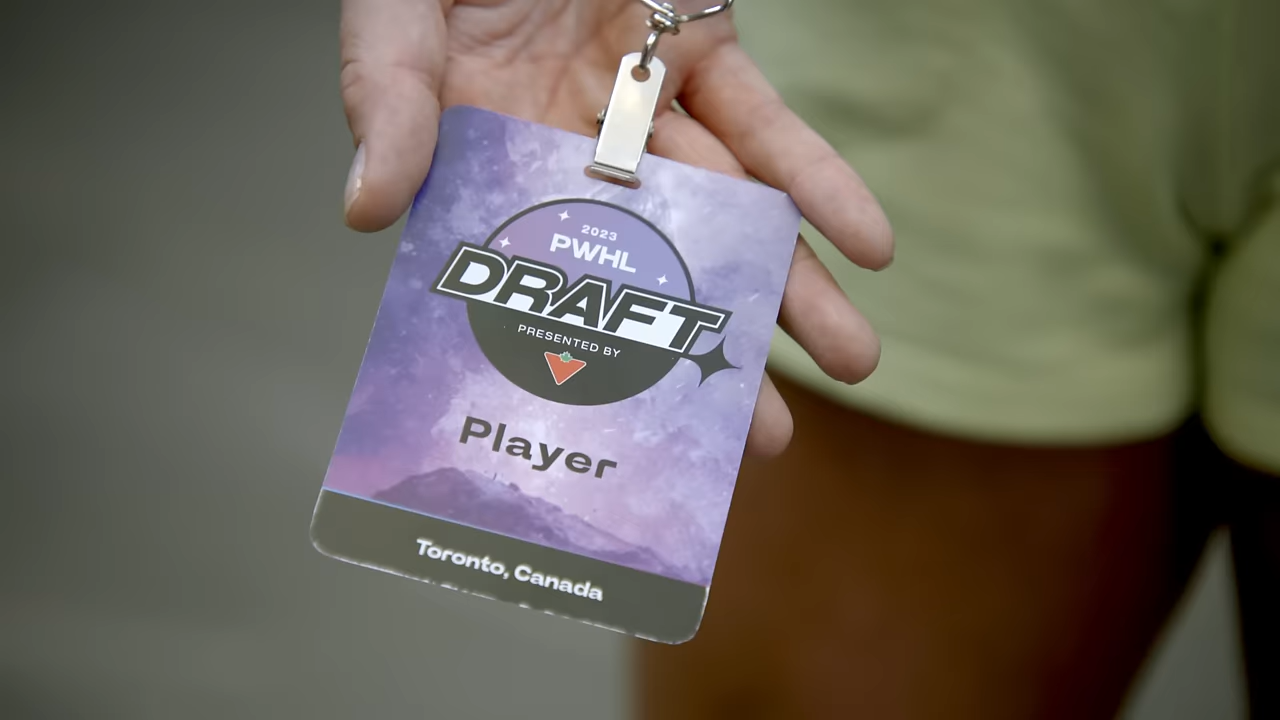 2023
PWHL
DRAFT
PRESENTED BY
Player
Toronto, Canada